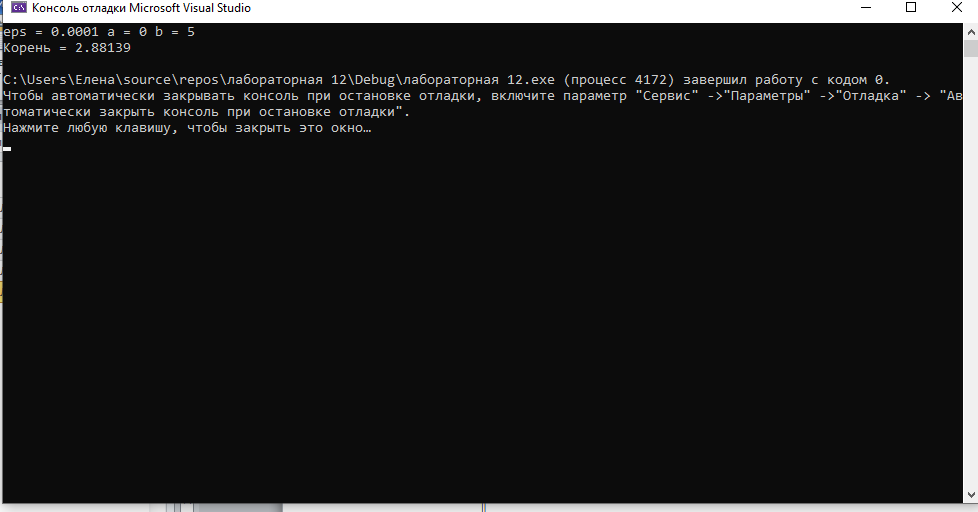 Консоль отладки Microsoft Visual Studio
eps = 0.0001 a = 0 b = 5
Корень = 2.88139
C:\Users\Елена\source\repos\лабораторная 12\Debug\лабораторная 12.exe (процесс 4172) завершил работу с кодом 0.
Чтобы автоматически закрывать консоль при остановке отладки, включите параметр "Сервис" ->"Параметры" ->"Отладка" -> "Ав
томатически закрыть консоль при остановке отладки".
Нажмите любую клавишу, чтобы закрыть это окно…